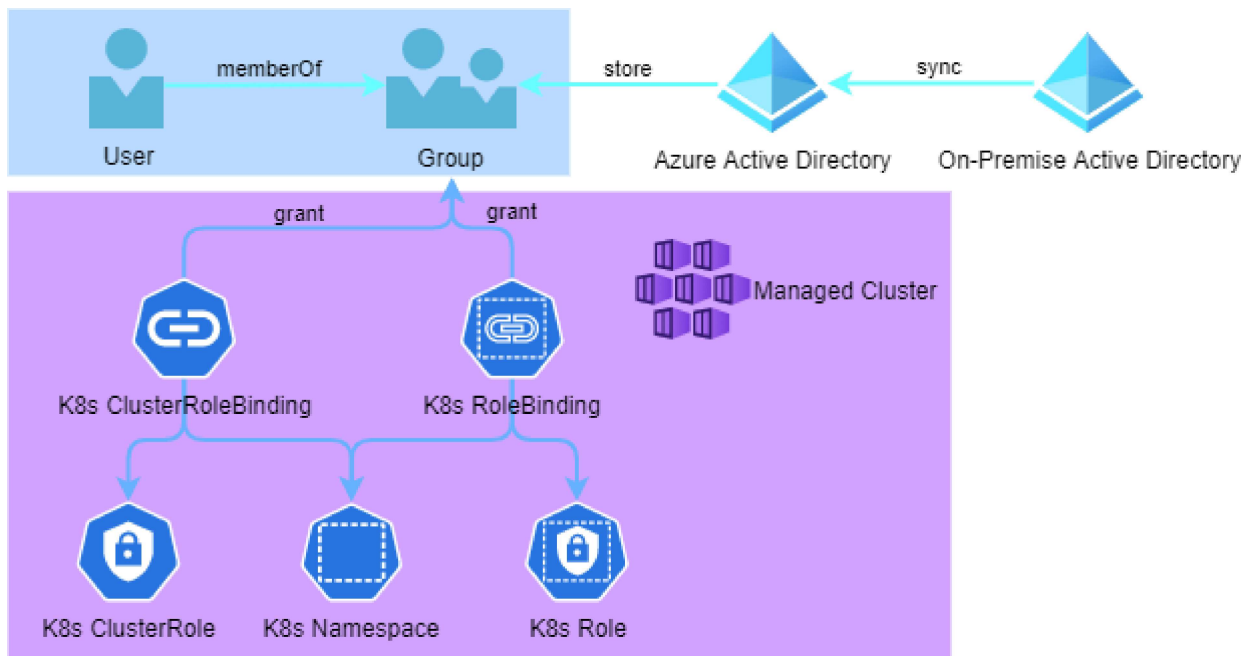 memberOf
store
sync
User
Group
Azure Active Directory
On-Premise Active Directory
grant
grant
Managed Cluster
K8s ClusterRoleBinding
K8s RoleBinding
K8s ClusterRole
K8s Namespace
K8s Role